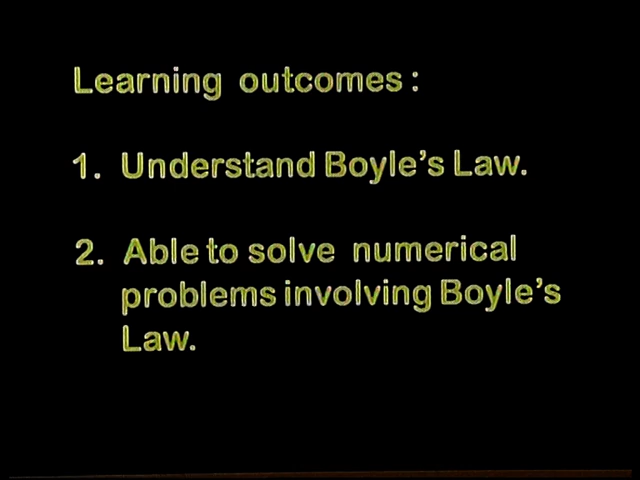 Learning outcomes :
1. Understand Boyle’s Law.
2. Able to solve numerical
problems involving Boyle’s
Law.